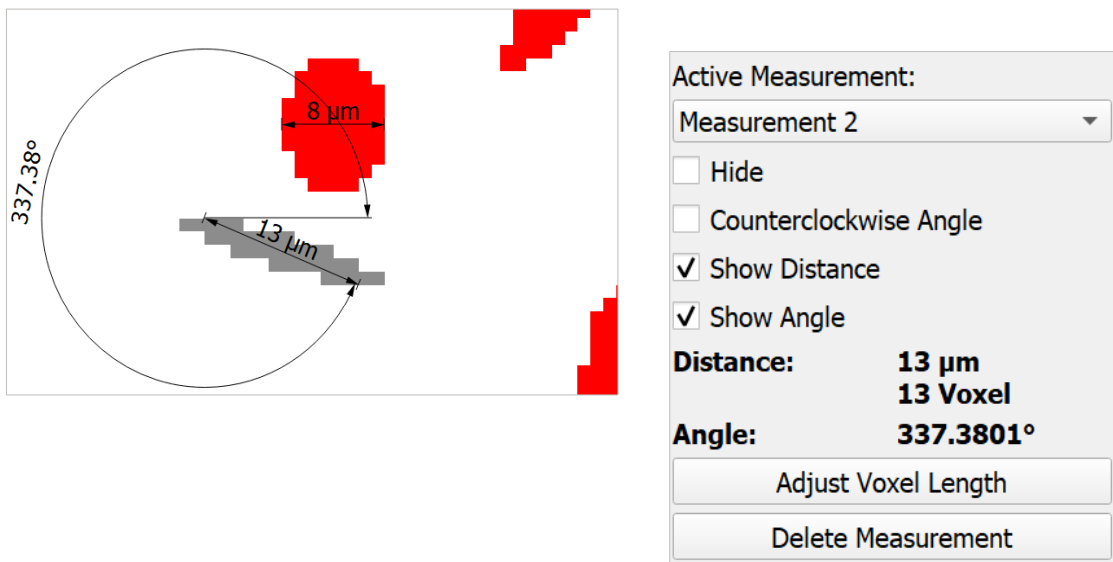 8 µm
337.38°
13 µm
Active Measurement:
Measurement 2
Hide
Counterclockwise Angle
Show Distance
Show Angle
Distance: 13 µm
13 Voxel
Angle: 337.3801°
Adjust Voxel Length
Delete Measurement